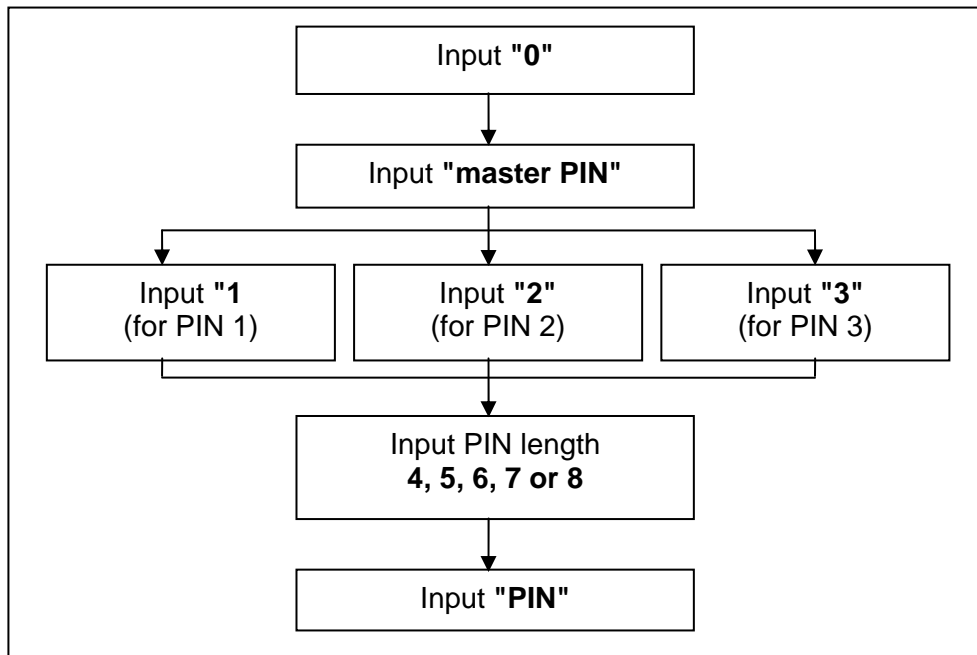 Input "0"
Input "master PIN"
Input "1
(for PIN 1)
Input "2"
(for PIN 2)
Input "3"
(for PIN 3)
Input PIN length
4, 5, 6, 7 or 8
Input "PIN"